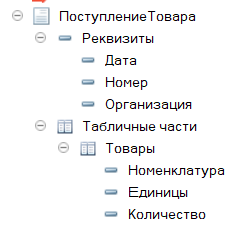 ПоступлениеТовара
Реквизиты
Дата
Номер
Организация
Табличные части
Товары
Номенклатура
Единицы
Количество